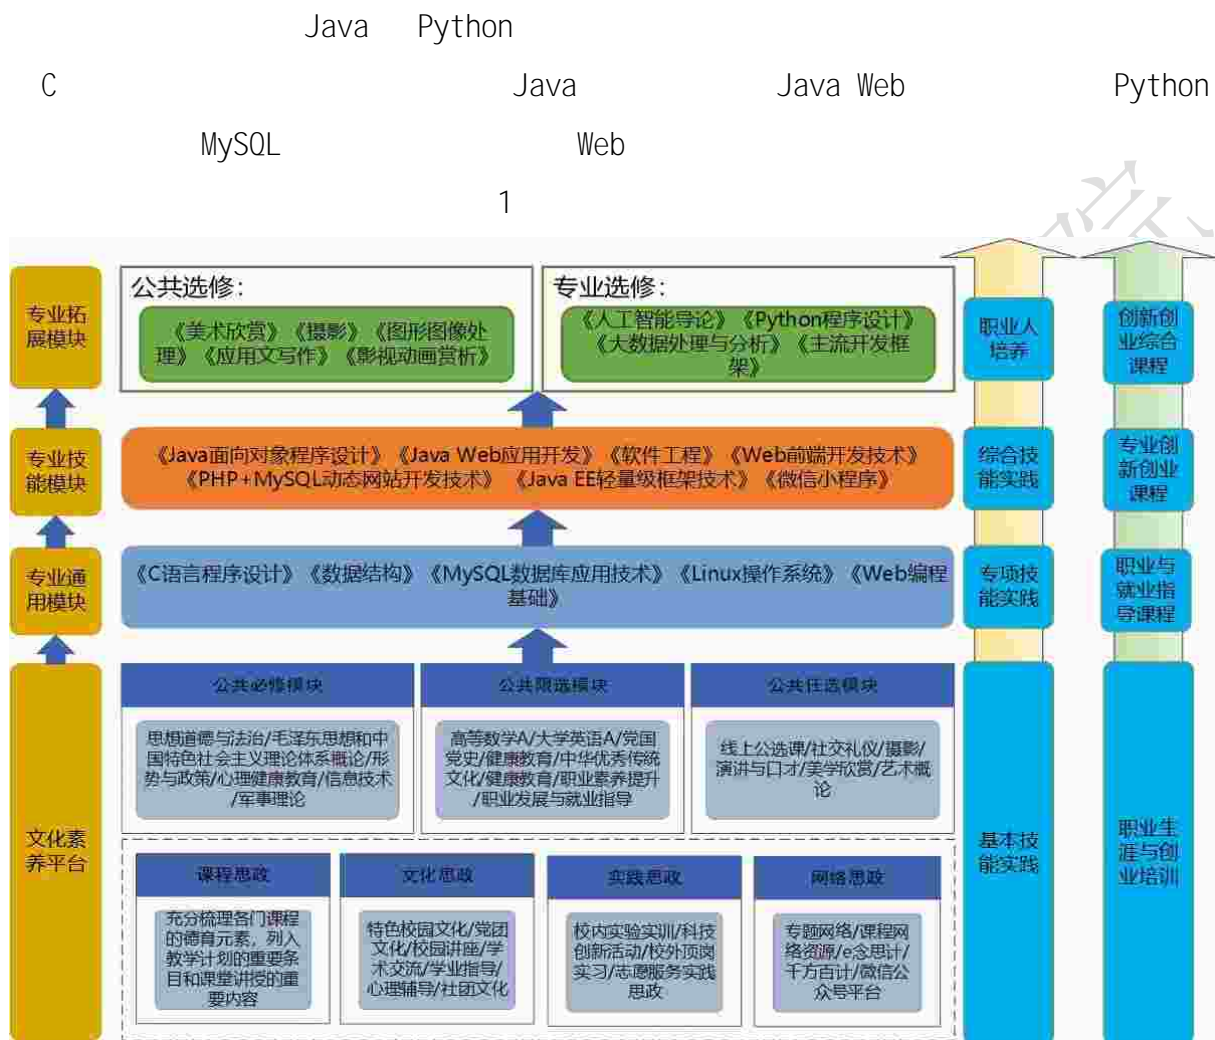 Java Python
C Java Java Web Python
MySQL Web
1
院
专业拓
展模块
公共选修：
《美术欣赏》《摄影》《图形图像处
理》《应用文写作》《影视动画赏析》
专业选修：
《人工智能导论》《Python程序设计》
《大数据处理与分析》《主流开发框
架》
职业人
培养
创新创
业综合
课程
专业技
能模块
《Java面向对象程序设计》《Java Web应用开发》《软件工程》《Web前端开发技术》
《PHP+MySQL动态网站开发技术》 《Java EE轻量级框架技术》《微信小程序》
综合技
能实践
专业创
新创业
课程
专业通
用模块
《C语言程序设计》《数据结构》《MySQL数据库应用技术》《Linux操作系统》《Web编程
基础》
专项技
能实践
职业与
就业指
导课程
文化素
养平台
公共必修模块
思想道德与法治/毛泽东思想和中
国特色社会主义理论体系概论/形
势与政策/心理健康教育/信息技术
/军事理论
公共限选模块
高等数学A/大学英语A/党国
党史/健康教育/中华优秀传统
文化/健康教育/职业素养提升
/职业发展与就业指导
公共任选模块
线上公选课/社交礼仪/摄影/
演讲与口才/美学欣赏/艺术概
论
课程思政
充分梳理各门课程
的德育元素，列入
教学计划的重要条
目和课堂讲授的重
要内容
文化思政
特色校园文化/党团
文化/校园讲座/学
术交流/学业指导/
心理辅导/社团文化
实践思政
校内实验实训/科技
创新活动/校外顶岗
实习/志愿服务实践
思政
网络思政
专题网络/课程网
络资源/e念思计/
千方百计/微信公
众号平台
基本技
能实践
职业生
涯与创
业培训